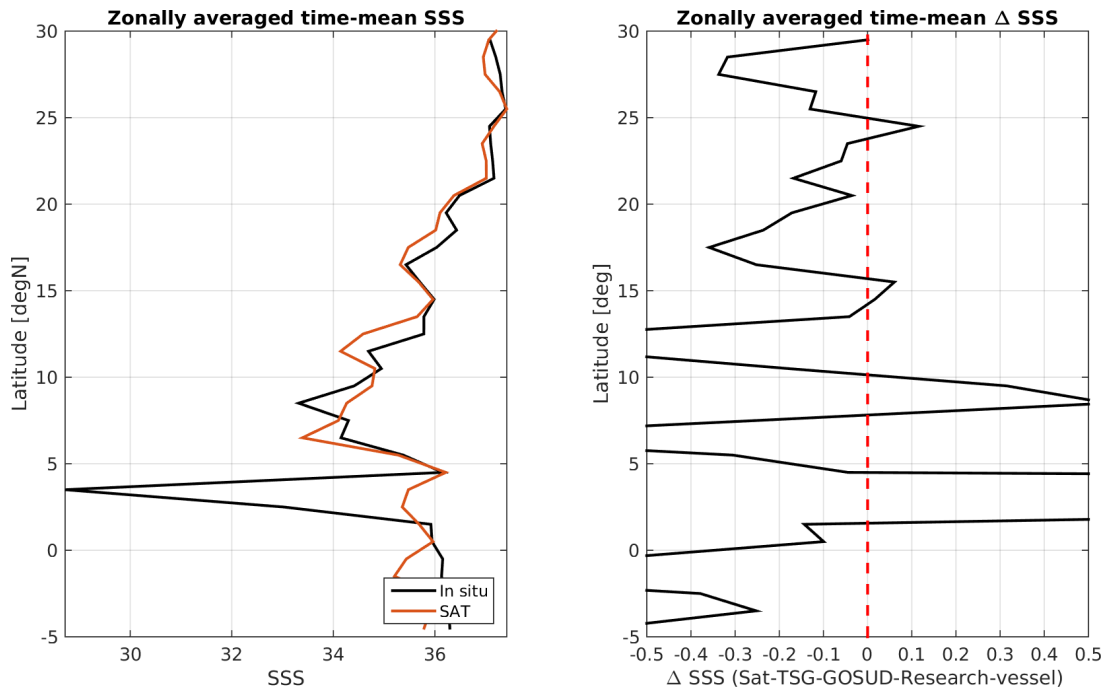 Zonally averaged time-mean SSS
30
25
20
15
10
5
0
-5
Latitude [degN]
30
32
34
36
SSS
In situ
SAT
Zonally averaged time-mean Δ SSS
30
25
20
15
10
5
0
-5
Latitude [deg]
-0.5 -0.4 -0.3 -0.2 -0.1 0 0.1 0.2 0.3 0.4 0.5
Δ SSS (Sat-TSG-GOSUD-Research-vessel)